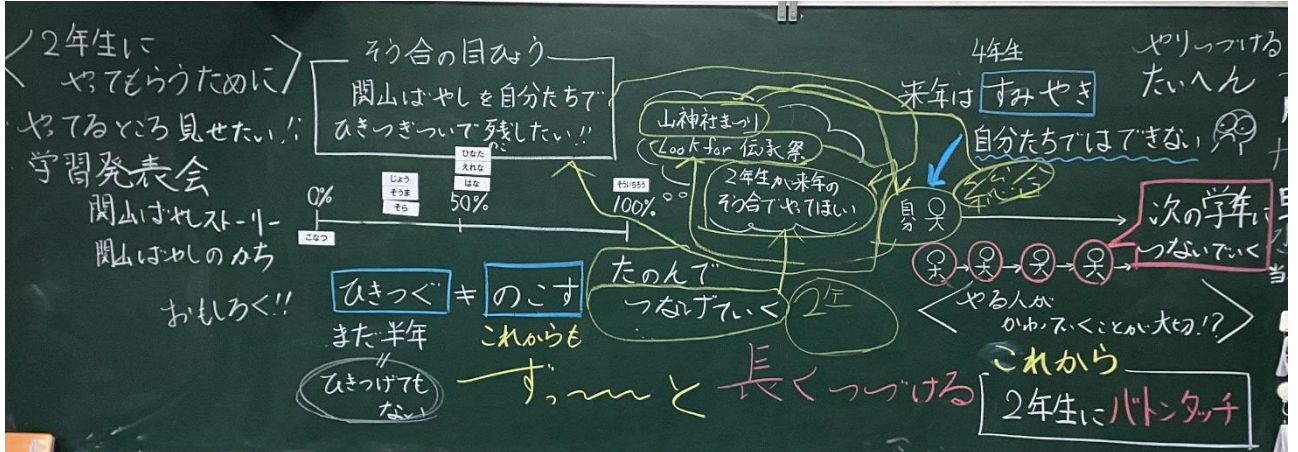 2年生に
やってもらうために
やってるところ見せたい!!
学習発表会
関山ばやしストーリー
関山ばやしのかち
おもしろく!!
そう合の目ひょう
関山ばやしを自分たちで
ひきつぎついで残したい!!
のこ
ひなた
えれな
はな
じょう
そうま
そら
そういちろう
こなつ
0%
50%
100%
ひきつぐ ≠ のこす
まだ半年
ひきつげても
ない
これからも
ずっ〜〜と
長くつづける
山神社まつり
Look for 伝承祭
2年生が来年の
そう合でやってほしい
たのんで
つなげていく
2年
4年生
来年は すみやき
自分たちではできない
やりつづける
たいへん
自分
次の学年に
つないでいく
やる人が
かわっていくことが大切!?
これから
2年生にバトンタッチ